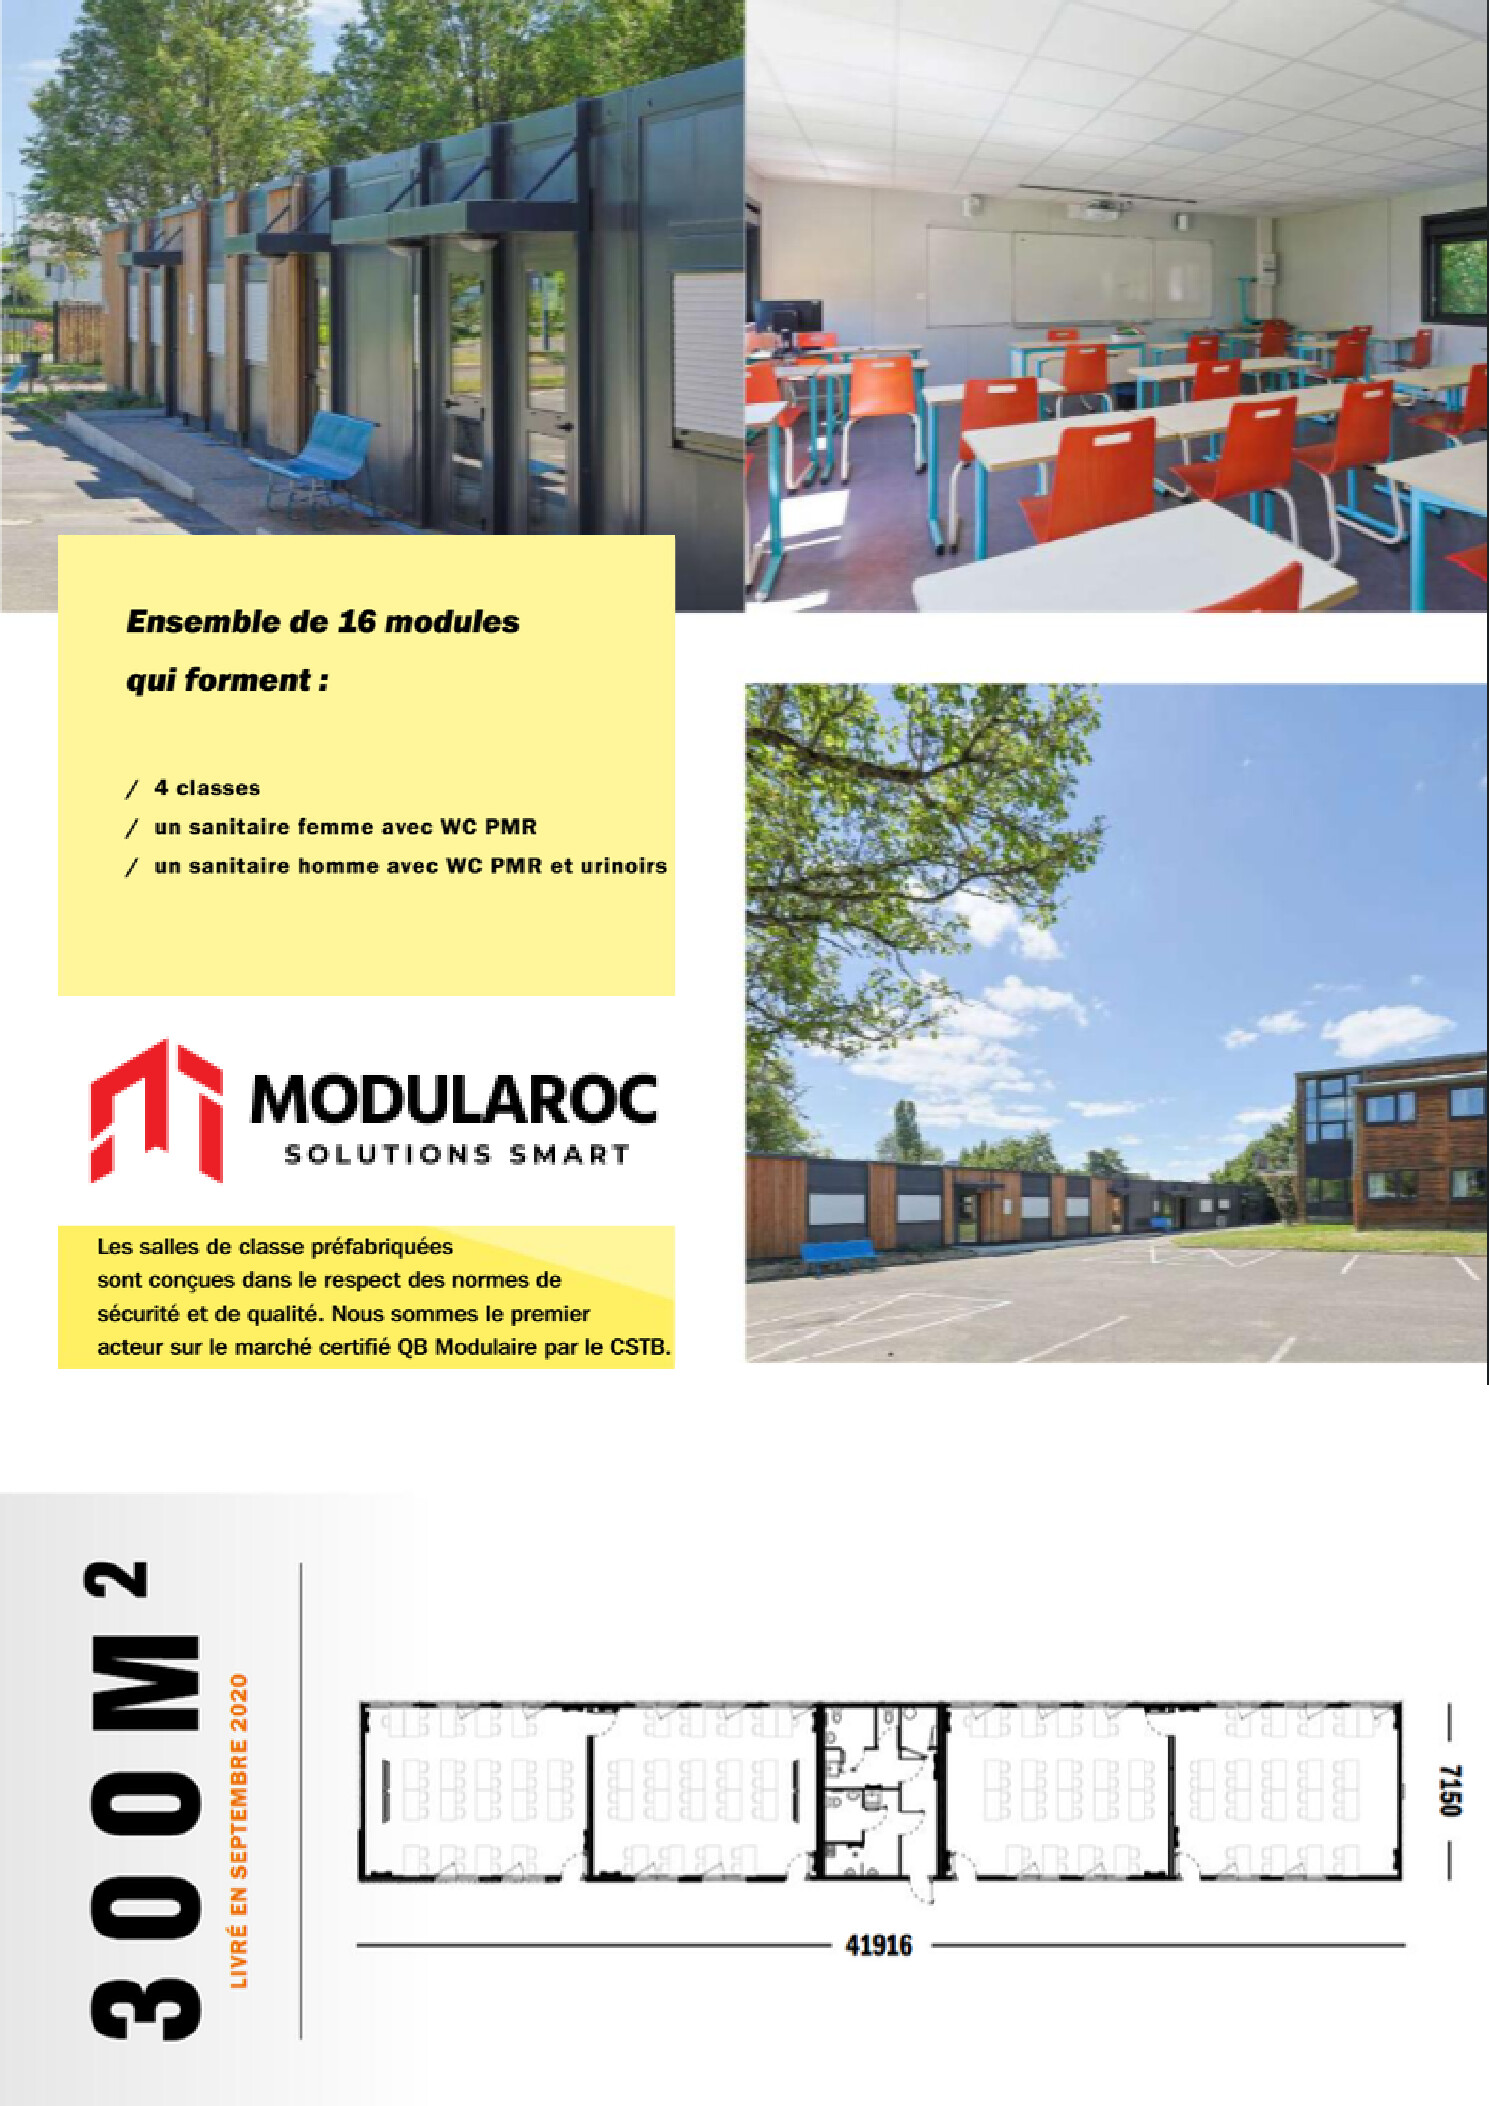 Ensemble de 16 modules
qui forment :
/ 4 classes
/ un sanitaire femme avec WC PMR
/ un sanitaire homme avec WC PMR et urinoirs
MODULAROC
SOLUTIONS SMART
Les salles de classe préfabriquées
sont conçues dans le respect des normes de
sécurité et de qualité. Nous sommes le premier
acteur sur le marché certifié QB Modulaire par le CSTB.
300M²
LIVRÉ EN SEPTEMBRE 2020
7150
41916